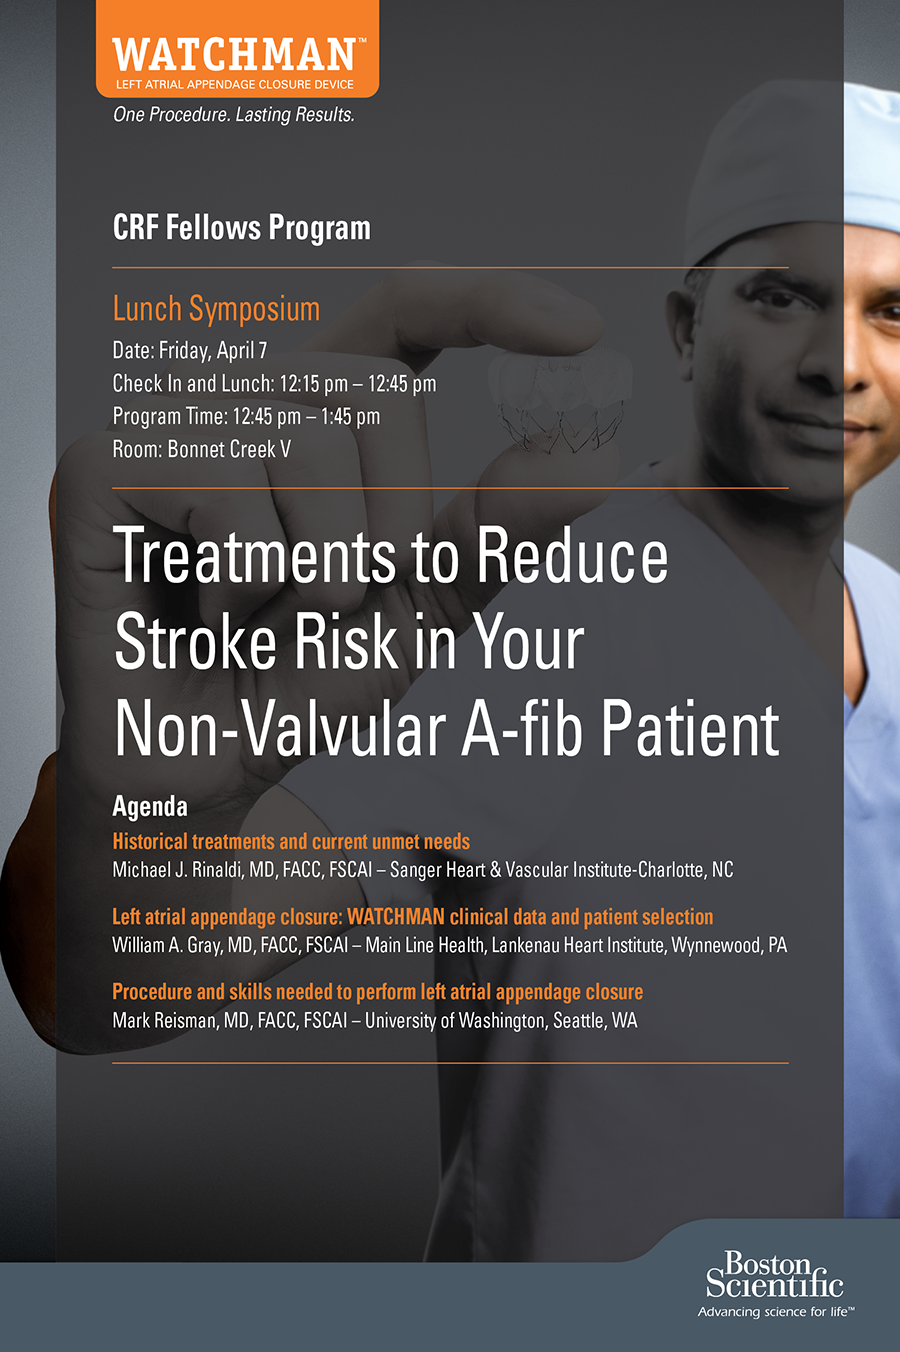 WATCHMAN™
LEFT ATRIAL APPENDAGE CLOSURE DEVICE
One Procedure. Lasting Results.
CRF Fellows Program
Lunch Symposium
Date: Friday, April 7
Check In and Lunch: 12:15 pm – 12:45 pm
Program Time: 12:45 pm – 1:45 pm
Room: Bonnet Creek V
Treatments to Reduce
Stroke Risk in Your
Non-Valvular A-fib Patient
Agenda
Historical treatments and current unmet needs
Michael J. Rinaldi, MD, FACC, FSCAI – Sanger Heart & Vascular Institute-Charlotte, NC
Left atrial appendage closure: WATCHMAN clinical data and patient selection
William A. Gray, MD, FACC, FSCAI – Main Line Health, Lankenau Heart Institute, Wynnewood, PA
Procedure and skills needed to perform left atrial appendage closure
Mark Reisman, MD, FACC, FSCAI – University of Washington, Seattle, WA
Boston
Scientific
Advancing science for life™